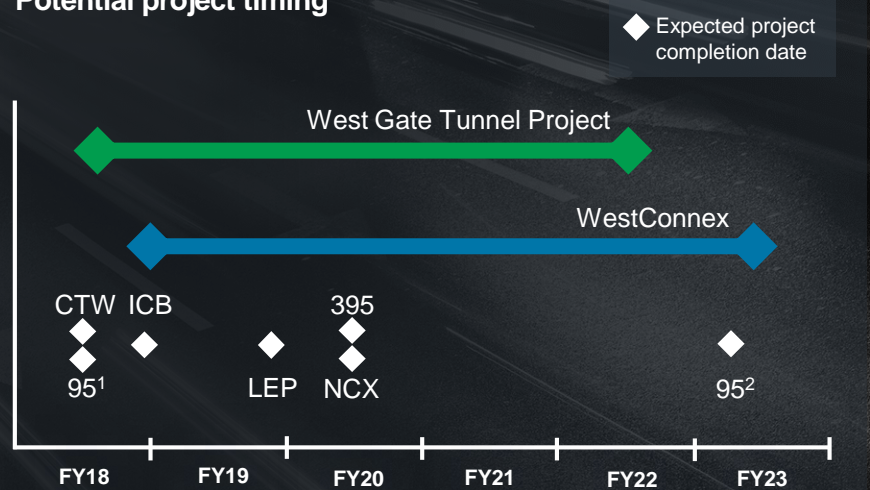 Potential project timing
Expected project
completion date
West Gate Tunnel Project
WestConnex
CTW ICB 395
95¹ LEP NCX 95²
FY18 FY19 FY20 FY21 FY22 FY23